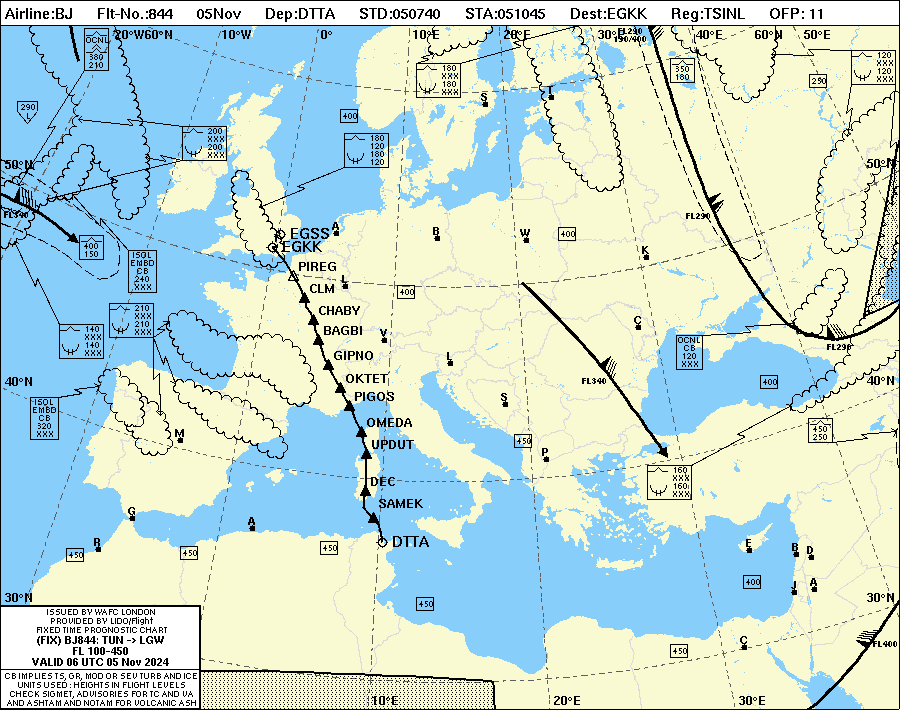 Airline:BJ Flt-No.:844 05Nov Dep:DTTA STD:050740 STA:051045 Dest:EGKK Reg:TSINL OFP: 11
20°W60°N 10°W 0° 10°E 20°E 30°E 40°E 60°N 50°E
FL290
190/400
OCNL
380
210
290
L
200
XXX
200
XXX
400
180
120
180
120
180
XXX
180
XXX
S
T
350
180
290
120
XXX
120
XXX
50°N
50°N
FL340
400
150
ISOL
EMBD
CB
240
XXX
EGSS
EGKK
A
B
W
400
K
FL290
PIREG
CLM
CHABY
BAGBI
GIPNO
OKTET
PIGOS
OMEDA
UPDUT
DEC
SAMEK
DTTA
L
400
V
L
S
C
OCNL
CB
120
XXX
FL290
140
XXX
140
XXX
210
XXX
210
XXX
40°N
40°N
ISOL
EMBD
CB
320
XXX
M
FL340
400
450
P
160
XXX
160
XXX
450
250
G
R
A
450
450
450
450
E
B
D
400
J
A
30°N
30°N
C
450
FL400
10°E 20°E 30°E
ISSUED BY WAFC LONDON
PROVIDED BY LIDO/Flight
FIXED TIME PROGNOSTIC CHART
(FIX) BJ844: TUN -> LGW
FL 100-450
VALID 06 UTC 05 Nov 2024
CB IMPLIES TS, GR, MOD OR SEV TURB AND ICE
UNITS USED : HEIGHTS IN FLIGHT LEVELS
CHECK SIGMET, ADVISORIES FOR TC AND VA
AND ASHTAM AND NOTAM FOR VOLCANIC ASH